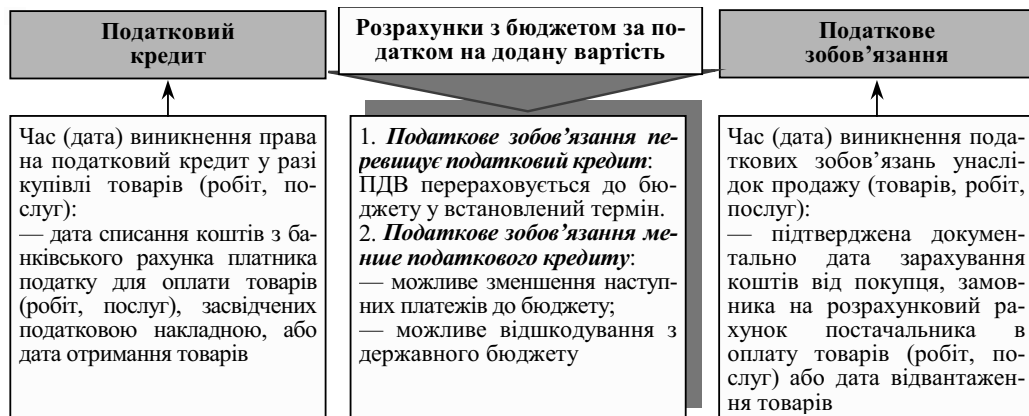 Податковий
кредит
Розрахунки з бюджетом за по-
датком на додану вартість
Податкове
зобов’язання
Час (дата) виникнення права
на податковий кредит у разі
купівлі товарів (робіт, по-
слуг):
— дата списання коштів з ба-
нківського рахунка платника
податку для оплати товарів
(робіт, послуг), засвідчених
податковою накладною, або
дата отримання товарів
1. Податкове зобов’язання пе-
ревищує податковий кредит:
ПДВ перераховується до бю-
джету у встановлений термін.
2. Податкове зобов’язання ме-
нше податкового кредиту:
— можливе зменшення наступ-
них платежів до бюджету;
— можливе відшкодування з
державного бюджету
Час (дата) виникнення пода-
ткових зобов’язань унаслі-
док продажу (товарів, робіт,
послуг):
— підтверджена докумен-
тально дата зарахування
коштів від покупця, замов-
ника на розрахунковий ра-
хунок постачальника в
оплату товарів (робіт, по-
слуг) або дата відвантажен-
ня товарів